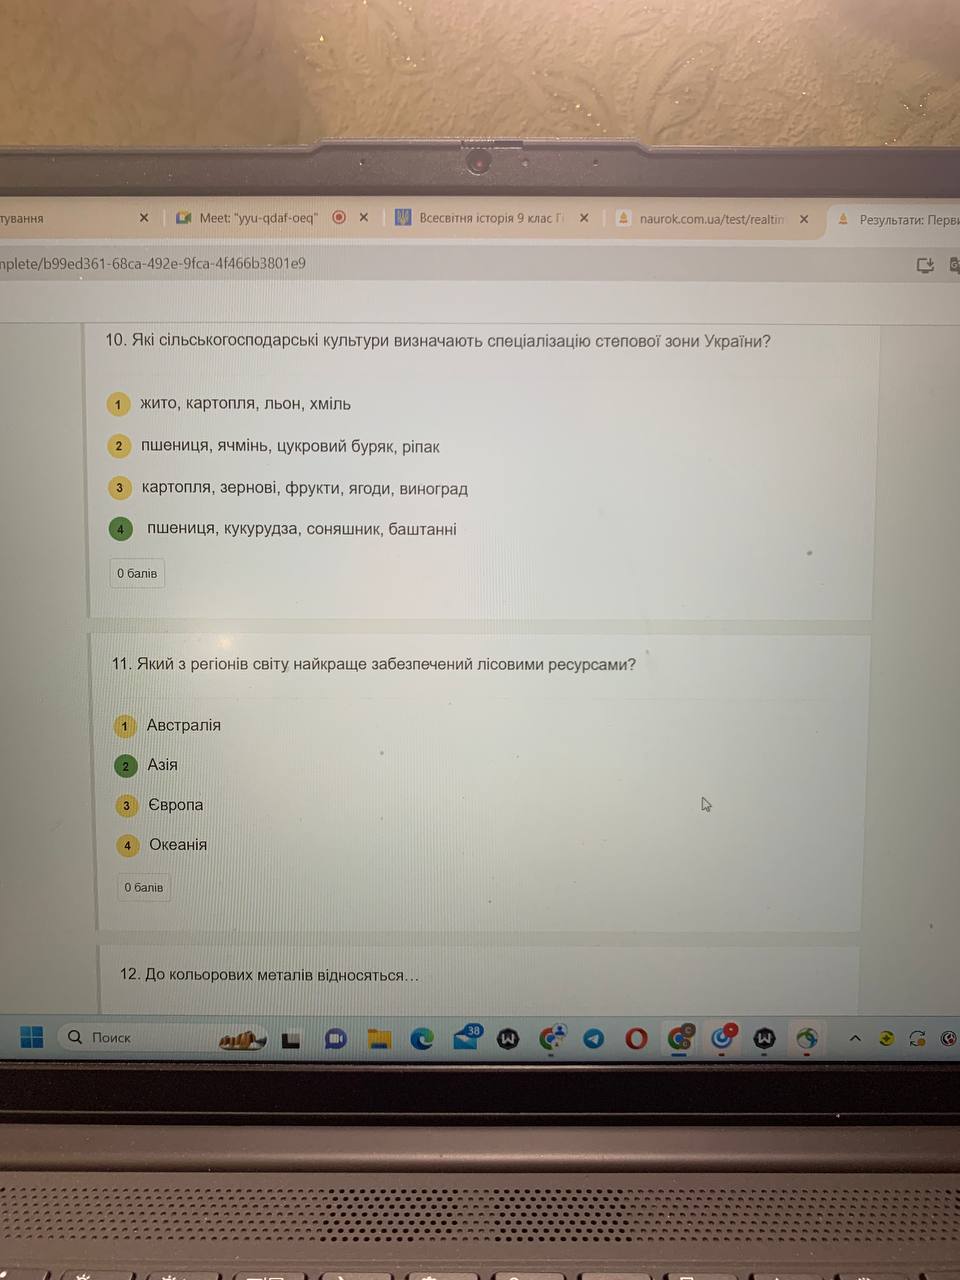 тування
Meet: "yyu-qdaf-oeq"
Всесвітня історія 9 клас Гі
naurok.com.ua/test/realtim
Результати: Перви
mplete/b99ed361-68ca-492e-9fca-4f466b3801e9
10. Які сільськогосподарські культури визначають спеціалізацію степової зони України?
1 жито, картопля, льон, хміль
2 пшениця, ячмінь, цукровий буряк, ріпак
3 картопля, зернові, фрукти, ягоди, виноград
4 пшениця, кукурудза, соняшник, баштанні
0 балів
11. Який з регіонів світу найкраще забезпечений лісовими ресурсами?
1 Австралія
2 Азія
3 Європа
4 Океанія
0 балів
12. До кольорових металів відносяться...
Поиск
38